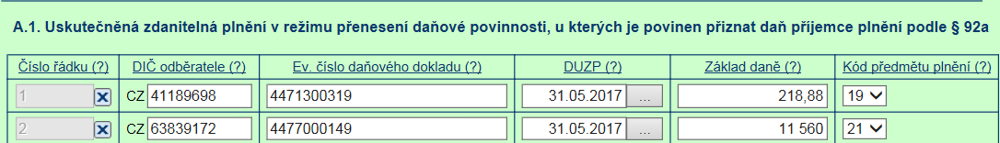 A.1. Uskutečněná zdanitelná plnění v režimu přenesení daňové povinnosti, u kterých je povinen přiznat daň příjemce plnění podle § 92a
Číslo řádku (?) DIČ odběratele (?) Ev. číslo daňového dokladu (?) DUZP (?) Základ daně (?) Kód předmětu plnění (?)
1 CZ 41189698 4471300319 31.05.2017 ... 218,88 19
2 CZ 63839172 4477000149 31.05.2017 ... 11 560 21